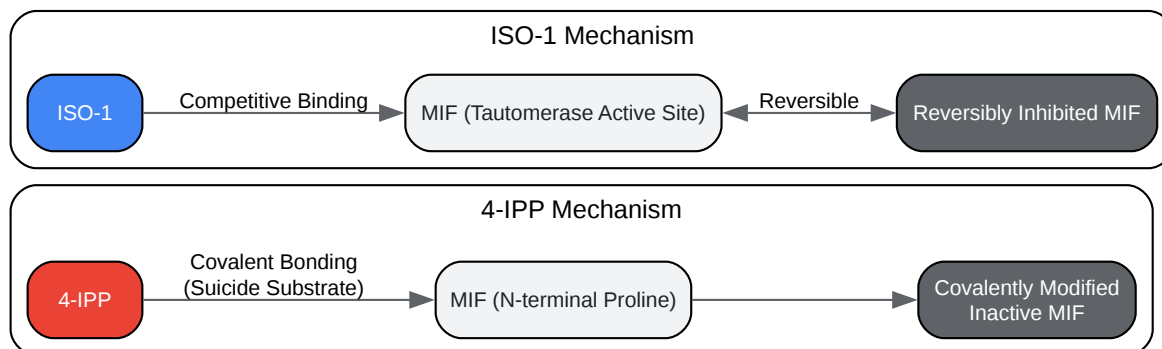 ISO-1 Mechanism
ISO-1
Competitive Binding
MIF (Tautomerase Active Site)
Reversible
Reversibly Inhibited MIF
4-IPP Mechanism
4-IPP
Covalent Bonding
(Suicide Substrate)
MIF (N-terminal Proline)
Covalently Modified
Inactive MIF